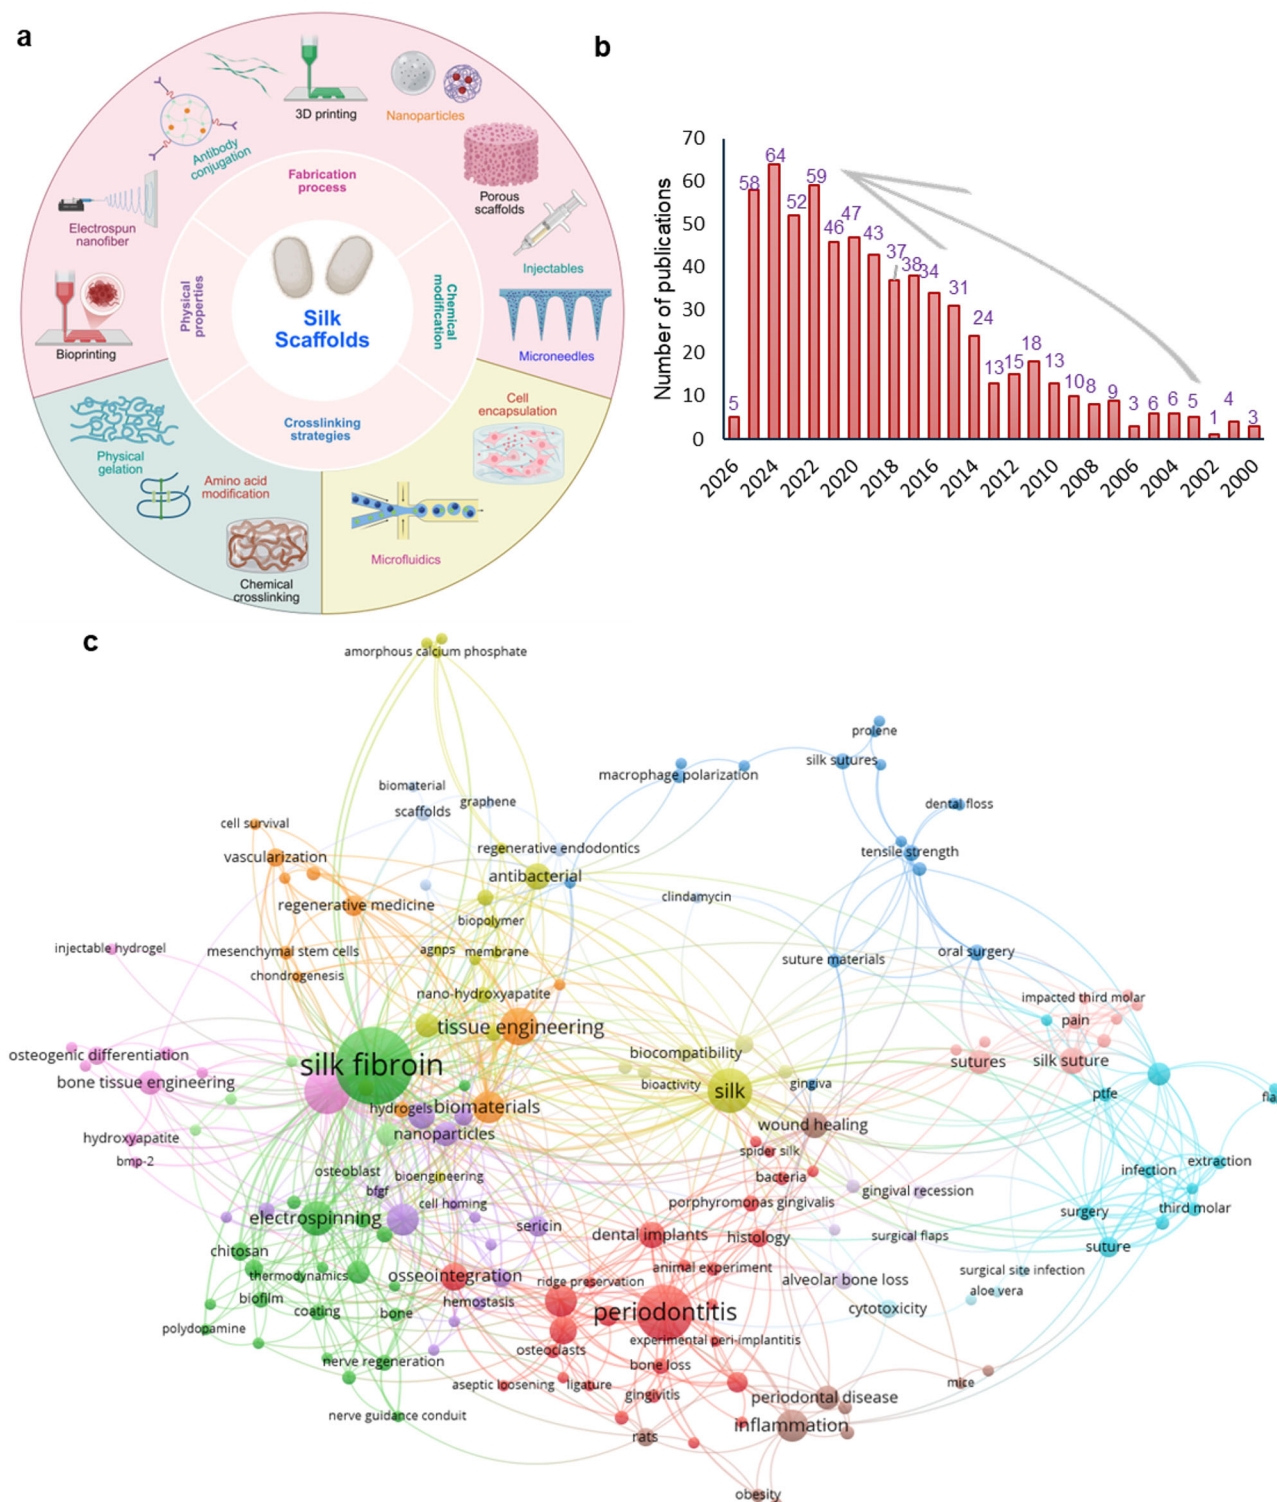 a
3D printing
Nanoparticles
Antibody
conjugation
Porous
scaffolds
Electrospun
nanofiber
Injectables
Bioprinting
Microneedles
Fabrication
process
Physical
properties
Chemical
modification
Silk
Scaffolds
Crosslinking
strategies
Physical
gelation
Amino acid
modification
Chemical
crosslinking
Cell
encapsulation
Microfluidics
b
Number of publications
70
60
50
40
30
20
10
0
5
58
64
52
59
46
47
43
37
38
34
31
24
13
15
18
13
10
8
9
3
6
6
5
1
4
3
2026
2024
2022
2020
2018
2016
2014
2012
2010
2008
2006
2004
2002
2000
c
amorphous calcium phosphate
prolene
silk sutures
macrophage polarization
biomaterial
graphene
scaffolds
dental floss
cell survival
regenerative endodontics
tensile strength
vascularization
antibacterial
clindamycin
regenerative medicine
biopolymer
injectable hydrogel
mesenchymal stem cells
agnps
membrane
suture materials
oral surgery
chondrogenesis
nano-hydroxyapatite
impacted third molar
pain
tissue engineering
osteogenic differentiation
silk fibroin
biocompatibility
sutures
silk suture
bone tissue engineering
bioactivity
silk
gingiva
ptfe
fla
hydrogels
biomaterials
wound healing
hydroxyapatite
nanoparticles
spider silk
bmp-2
osteoblast
bioengineering
bacteria
infection
extraction
bfgf
cell homing
porphyromonas gingivalis
gingival recession
electrospinning
sericin
surgery
third molar
chitosan
dental implants
histology
surgical flaps
suture
thermodynamics
osseointegration
ridge preservation
animal experiment
alveolar bone loss
surgical site infection
biofilm
coating
bone
hemostasis
periodontitis
cytotoxicity
aloe vera
polydopamine
experimental peri-implantitis
nerve regeneration
osteoclasts
bone loss
aseptic loosening
ligature
gingivitis
periodontal disease
mice
nerve guidance conduit
inflammation
rats
obesity